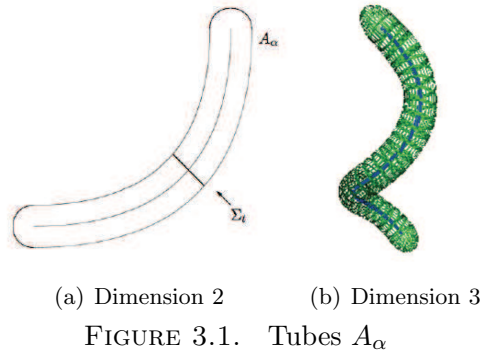 A_α
Σ_t
(a) Dimension 2 (b) Dimension 3
FIGURE 3.1. Tubes A_α